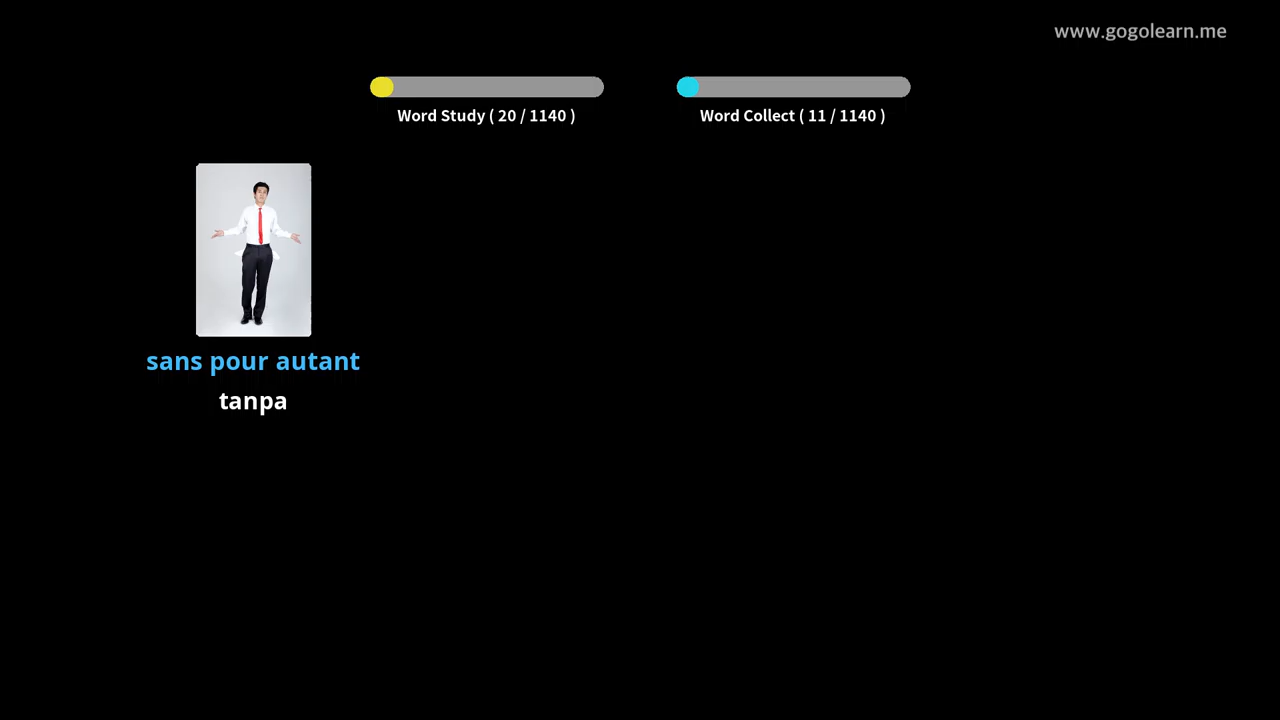 www.gogolearn.me
Word Study ( 20 / 1140 )
Word Collect ( 11 / 1140 )
sans pour autant
tanpa